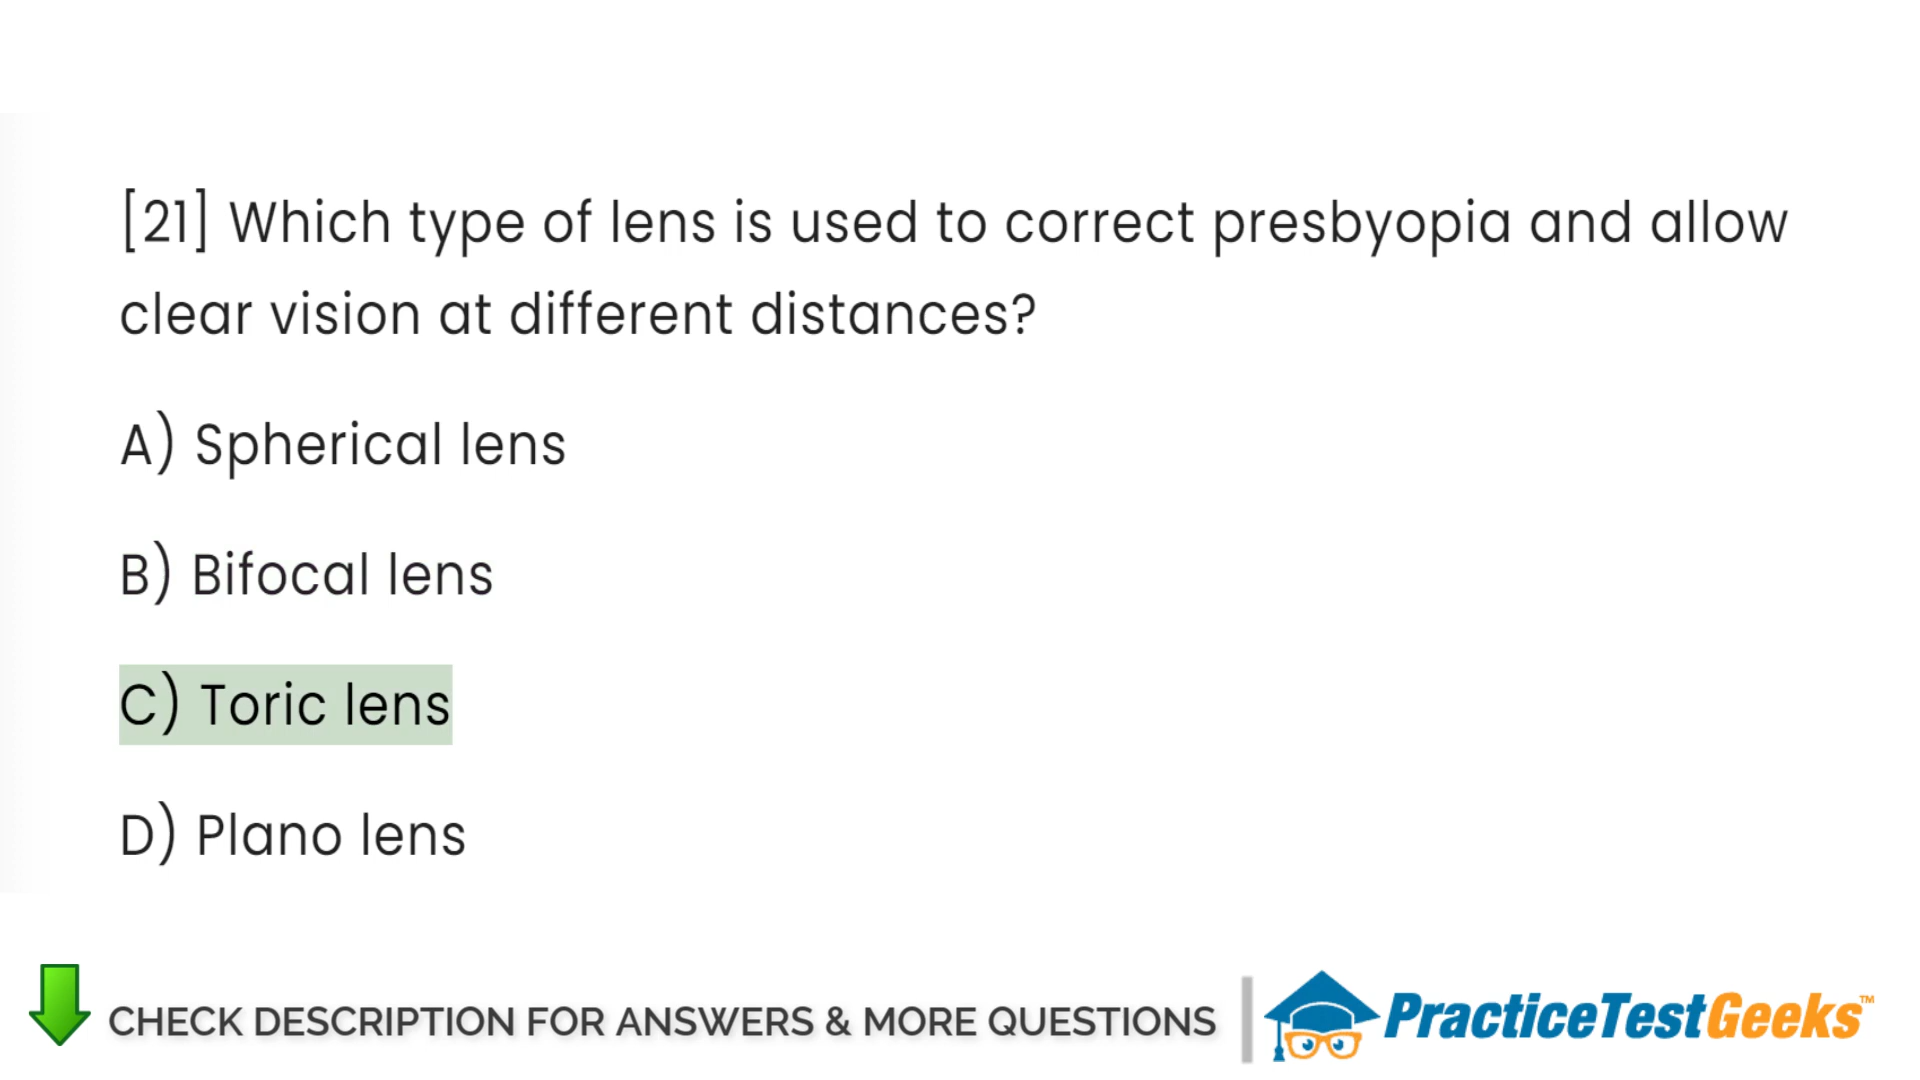 [21] Which type of lens is used to correct presbyopia and allow
clear vision at different distances?
A) Spherical lens
B) Bifocal lens
C) Toric lens
D) Plano lens
CHECK DESCRIPTION FOR ANSWERS & MORE QUESTIONS
PracticeTestGeeks™